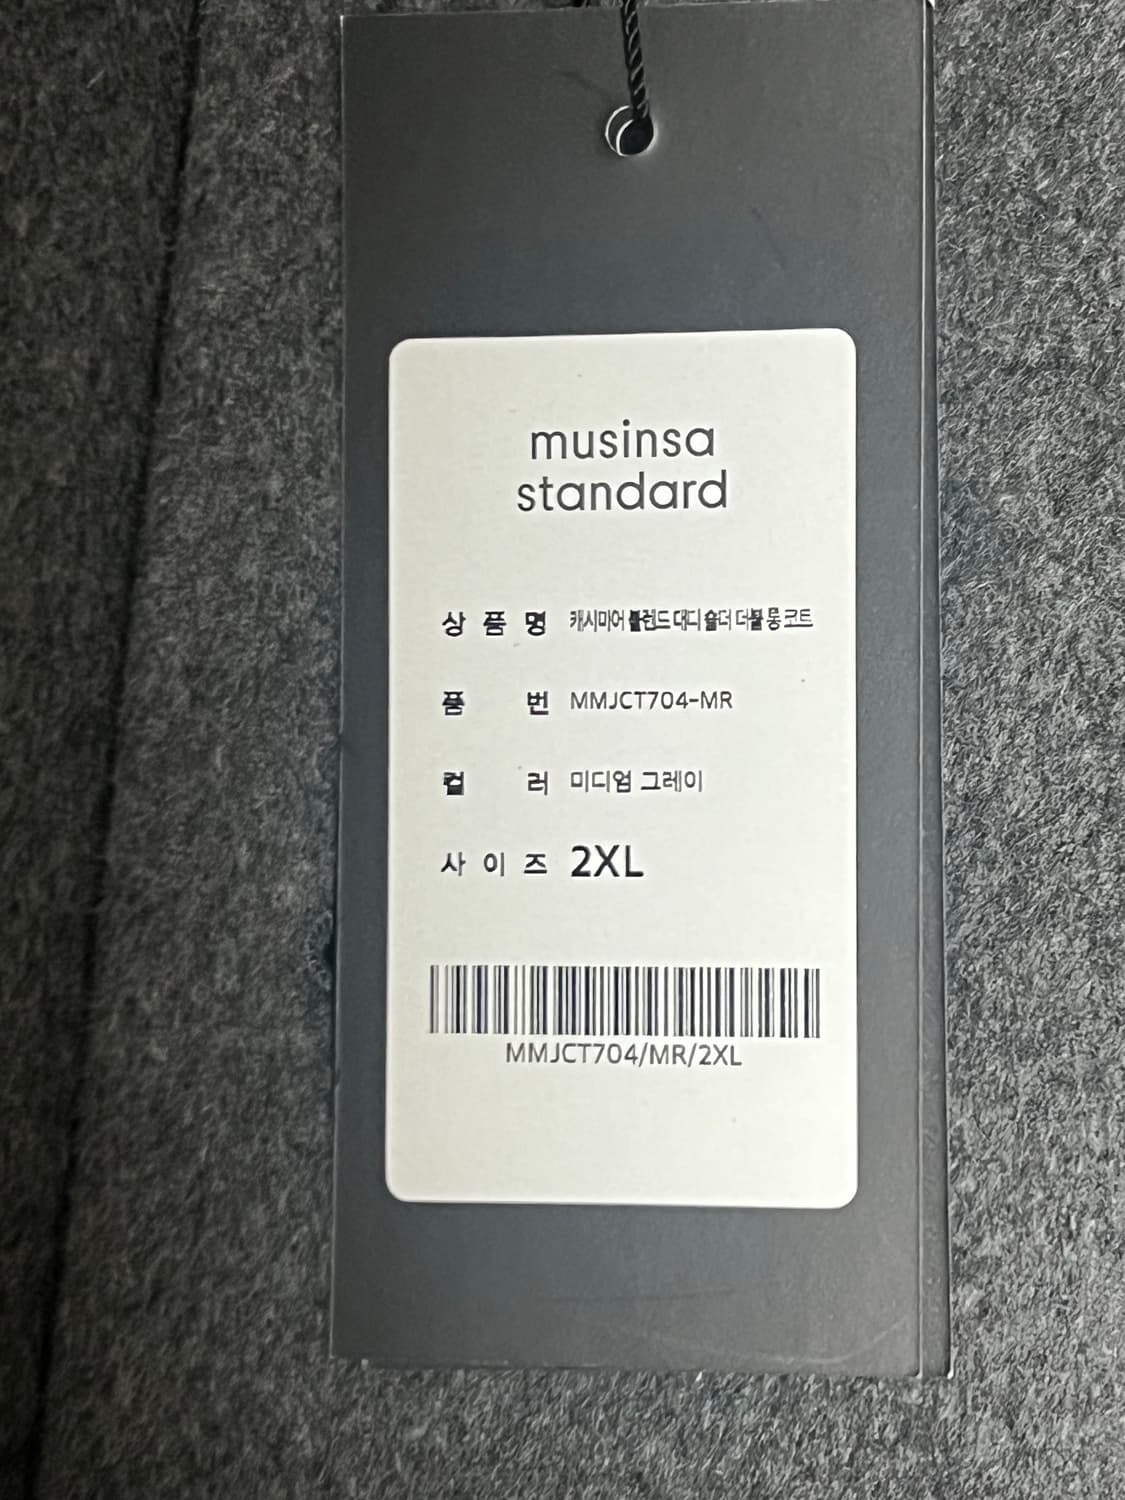 musinsa
standard
상품명 캐시미어 블렌드 대디 숄더 더블 롱 코트
품번 MMJCT704-MR
컬러 미디엄 그레이
사이즈 2XL
MMJCT704/MR/2XL